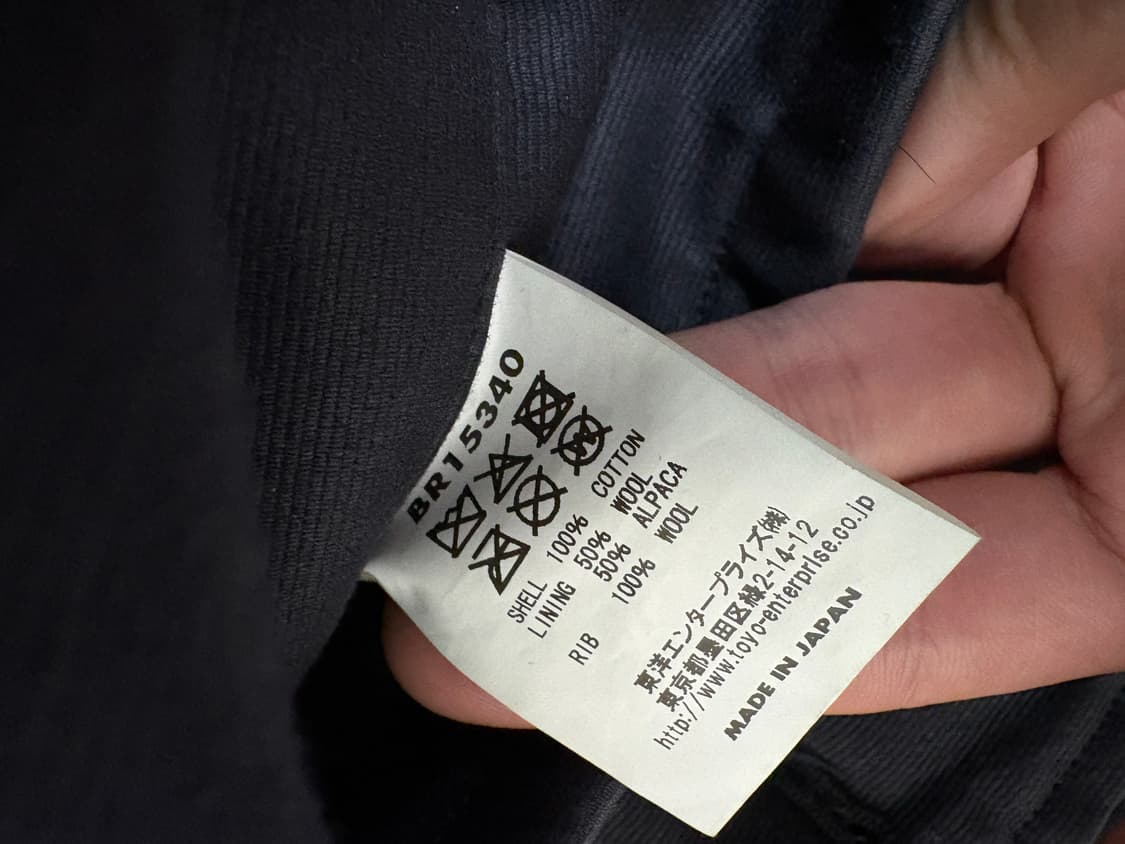 BR15340
W
SHELL 100% COTTON
LINING 50% WOOL
50% ALPACA
RIB 100% WOOL
東洋エンタープライズ㈱
東京都墨田区緑2-14-12
http://www.toyo-enterprise.co.jp
MADE IN JAPAN